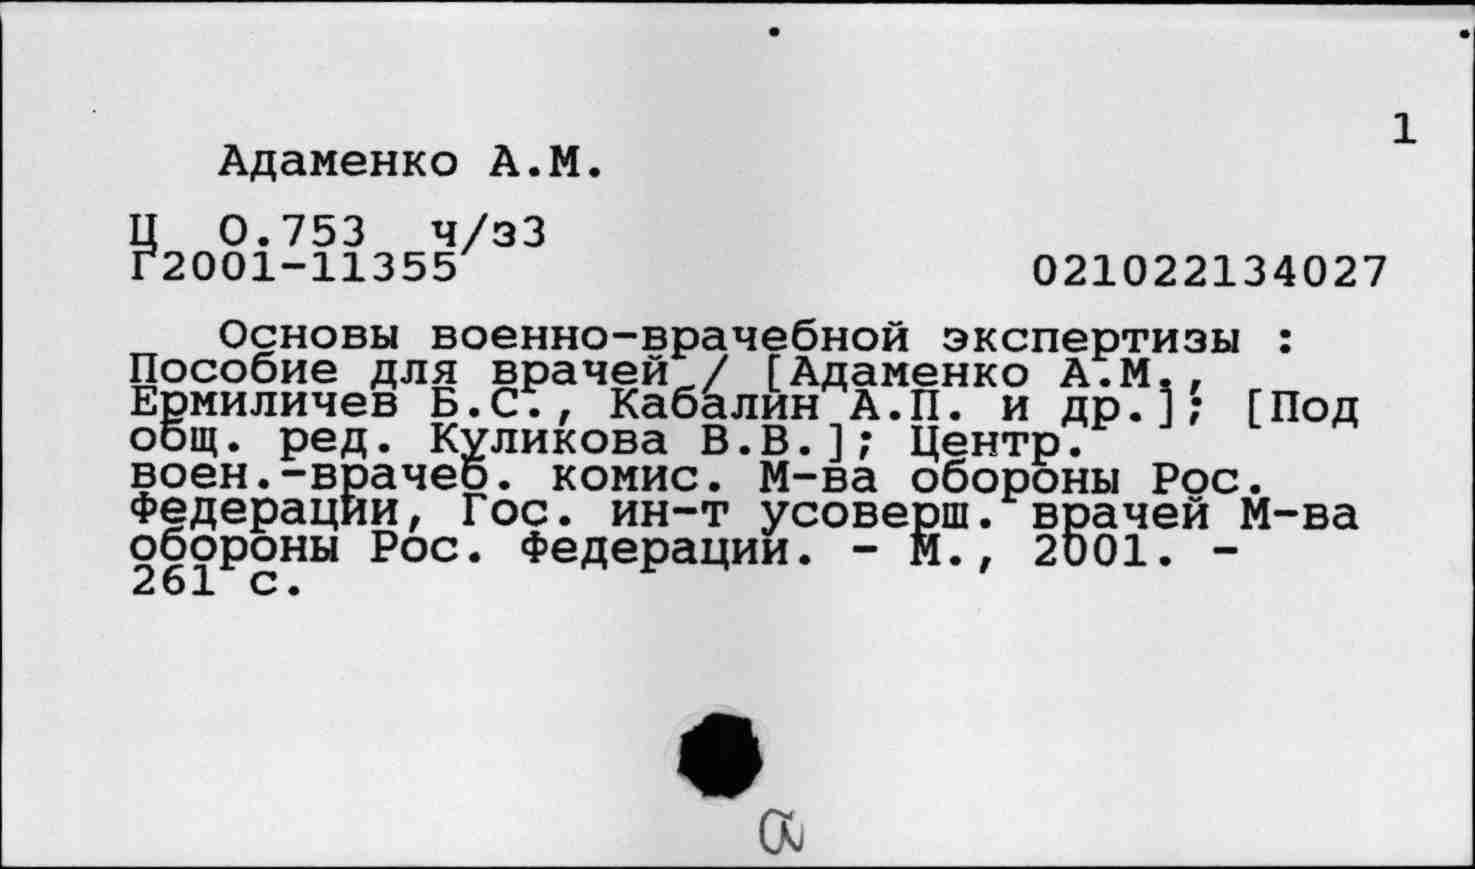 1
Адаменко А.М.
Ц 0.753 ч/з3
Г2001-11355 021022134027
Основы военно-врачебной экспертизы :
Пособие для врачей / [Адаменко А.М.,
Ермиличев Б.С., Кабалин А.П. и др.]; [Под
общ. ред. Куликова В.В.]; Центр.
воен.-врачеб. комис. М-ва обороны Рос.
Федерации, Гос. ин-т усоверш. врачей М-ва
обороны Рос. Федерации. - М., 2001. -
261 с.